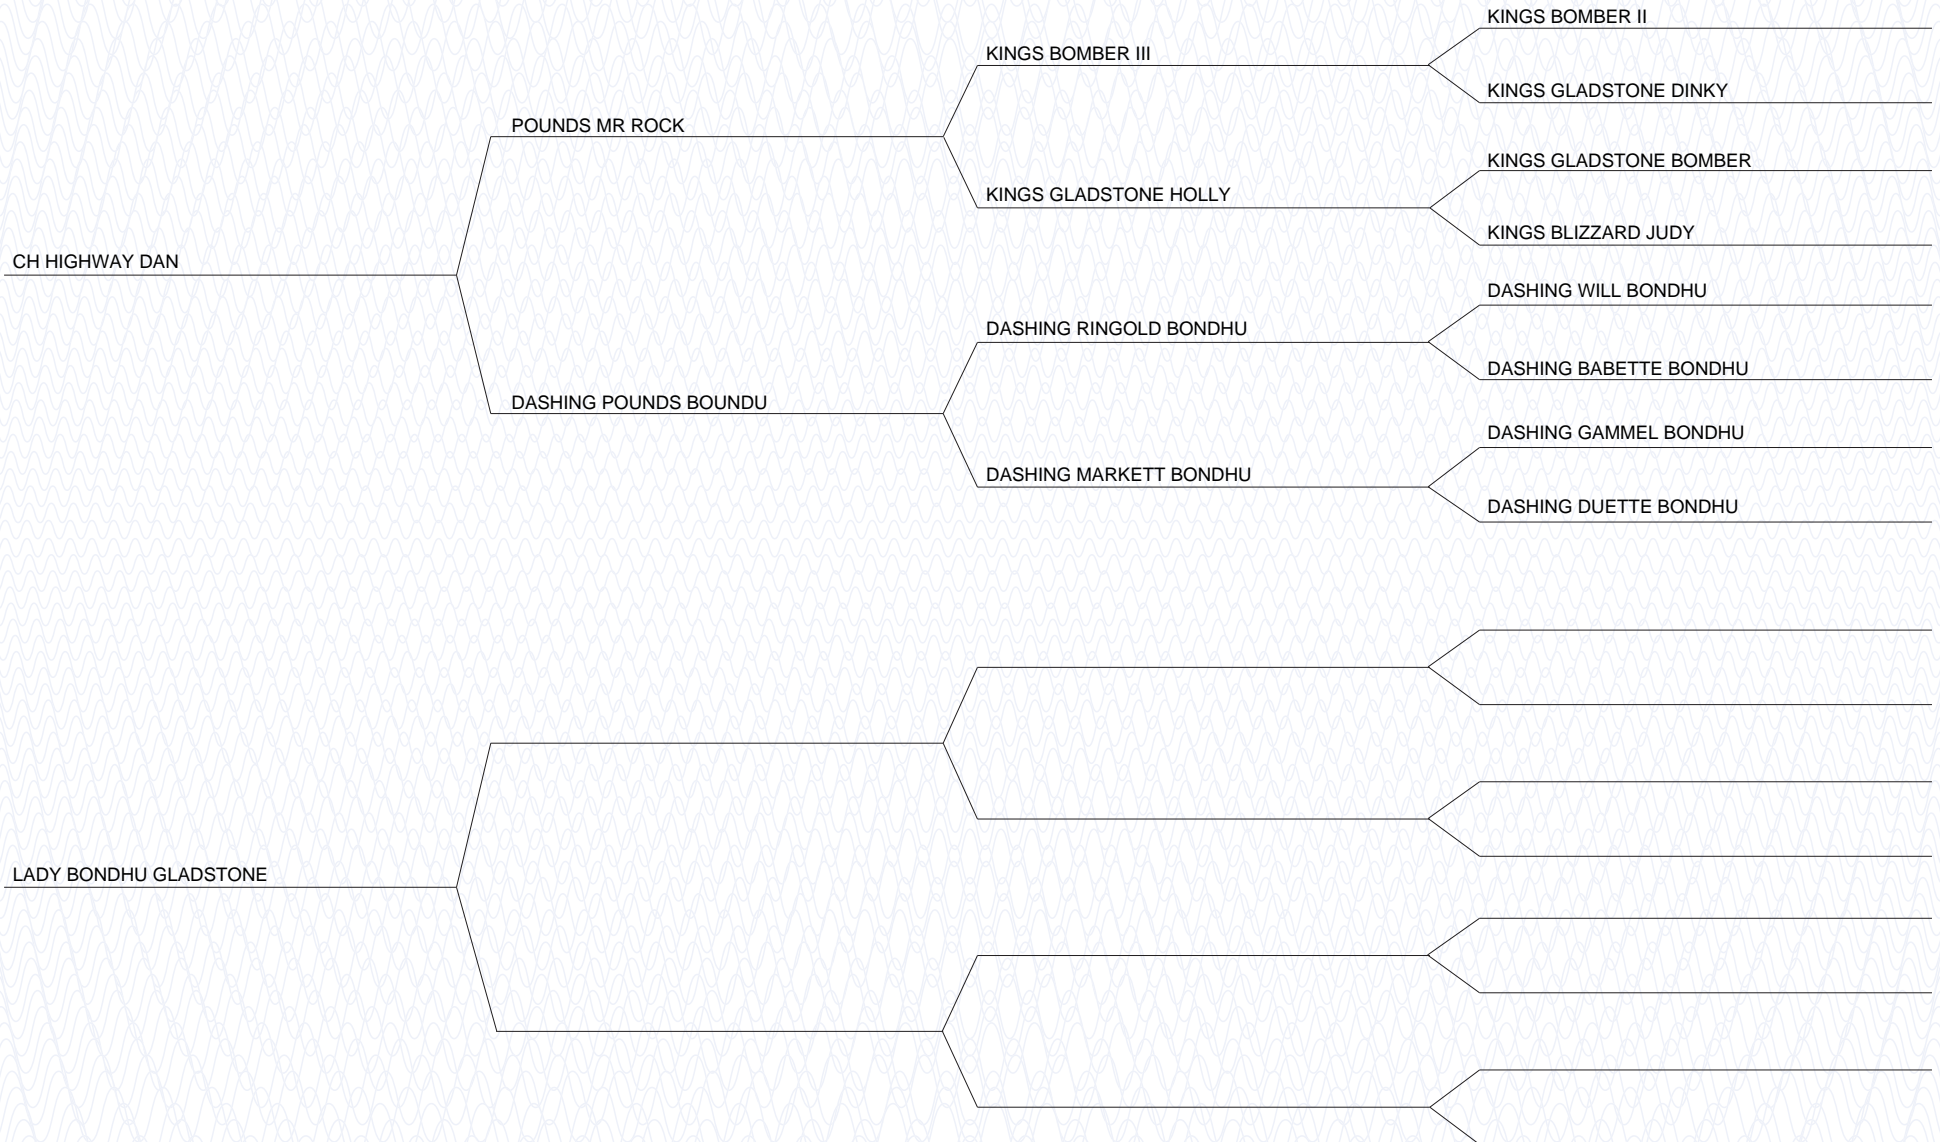 KINGS BOMBER II
KINGS BOMBER III
KINGS GLADSTONE DINKY
POUNDS MR ROCK
KINGS GLADSTONE BOMBER
KINGS GLADSTONE HOLLY
KINGS BLIZZARD JUDY
CH HIGHWAY DAN
DASHING WILL BONDHU
DASHING RINGOLD BONDHU
DASHING BABETTE BONDHU
DASHING POUNDS BOUNDU
DASHING GAMMEL BONDHU
DASHING MARKETT BONDHU
DASHING DUETTE BONDHU
LADY BONDHU GLADSTONE